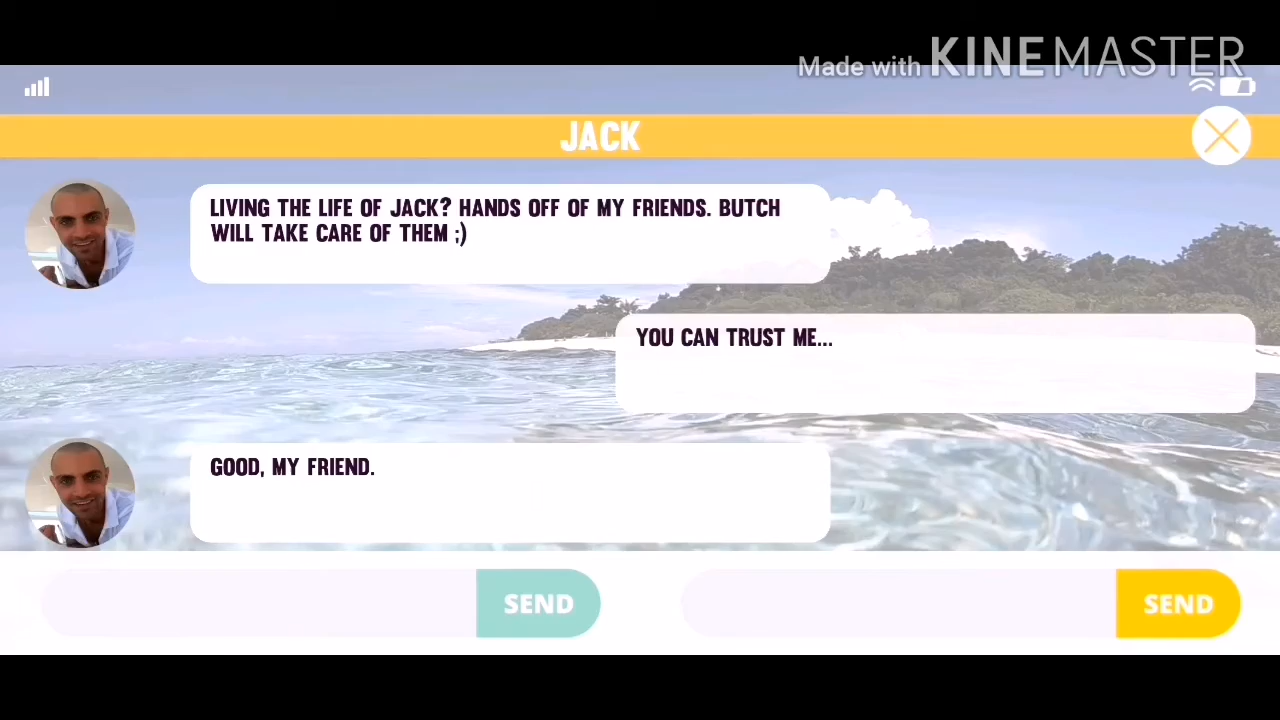 Made with KINEMASTER
JACK
LIVING THE LIFE OF JACK? HANDS OFF OF MY FRIENDS. BUTCH
WILL TAKE CARE OF THEM ;)
YOU CAN TRUST ME...
GOOD, MY FRIEND.
SEND SEND